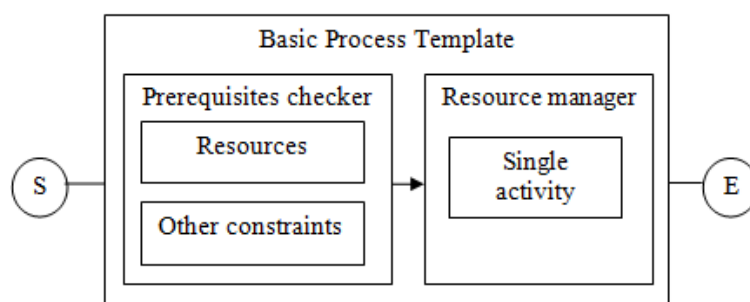 Basic Process Template
Prerequisites checker
Resources
Other constraints
Resource manager
Single
activity
S
E